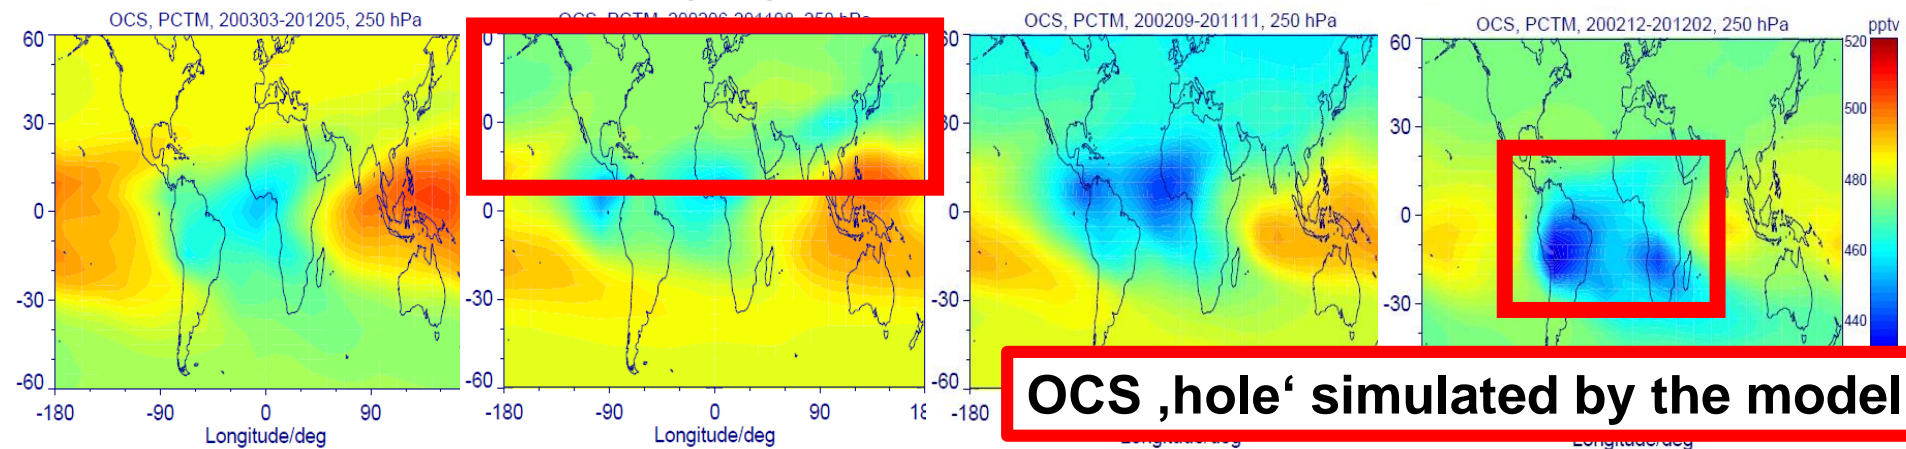 OCS, PCTM, 200303-201205, 250 hPa
60
30
0
-30
-60
-180 -90 0 90
Longitude/deg
250 hPa
0
-30
-60
-180 -90 0 90
Longitude/deg
OCS, PCTM, 200209-201111, 250 hPa
30
0
-30
-60
-180
OCS, PCTM, 200212-201202, 250 hPa
60
30
0
-30
pptv
520
500
480
460
440
OCS ‚hole‘ simulated by the model